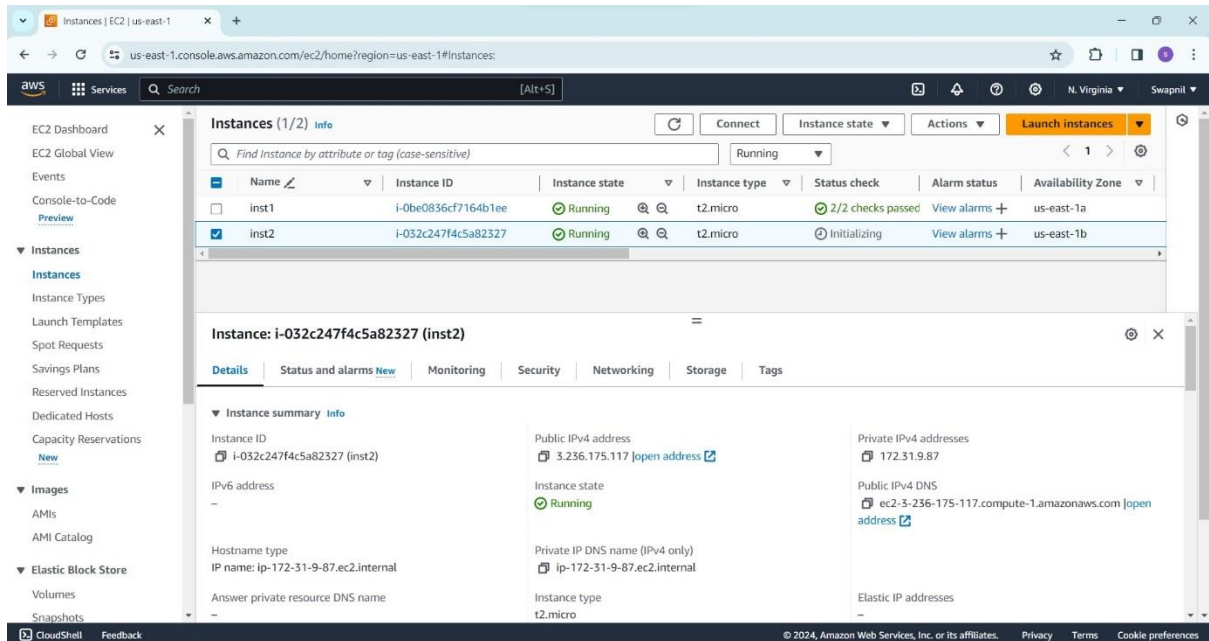 Instances | EC2 | us-east-1
us-east-1.console.aws.amazon.com/ec2/home?region=us-east-1#Instances:
S
aws Services Search [Alt+S] N. Virginia Swapnil
EC2 Dashboard
EC2 Global View
Events
Console-to-Code
Preview
Instances
Instances
Instance Types
Launch Templates
Spot Requests
Savings Plans
Reserved Instances
Dedicated Hosts
Capacity Reservations
New
Images
AMIs
AMI Catalog
Elastic Block Store
Volumes
Snapshots
Instances (1/2) Info Connect Instance state Actions Launch instances
Find Instance by attribute or tag (case-sensitive) Running 1
Name Instance ID Instance state Instance type Status check Alarm status Availability Zone
inst1 i-0be0836cf7164b1ee Running t2.micro 2/2 checks passed View alarms + us-east-1a
inst2 i-032c247f4c5a82327 Running t2.micro Initializing View alarms + us-east-1b
Instance: i-032c247f4c5a82327 (inst2)
Details Status and alarms New Monitoring Security Networking Storage Tags
Instance summary Info
Instance ID Public IPv4 address Private IPv4 addresses
i-032c247f4c5a82327 (inst2) 3.236.175.117 |open address 172.31.9.87
IPv6 address Instance state Public IPv4 DNS
– Running ec2-3-236-175-117.compute-1.amazonaws.com |open
address
Hostname type Private IP DNS name (IPv4 only)
IP name: ip-172-31-9-87.ec2.internal ip-172-31-9-87.ec2.internal
Answer private resource DNS name Instance type Elastic IP addresses
– t2.micro –
CloudShell Feedback © 2024, Amazon Web Services, Inc. or its affiliates. Privacy Terms Cookie preferences